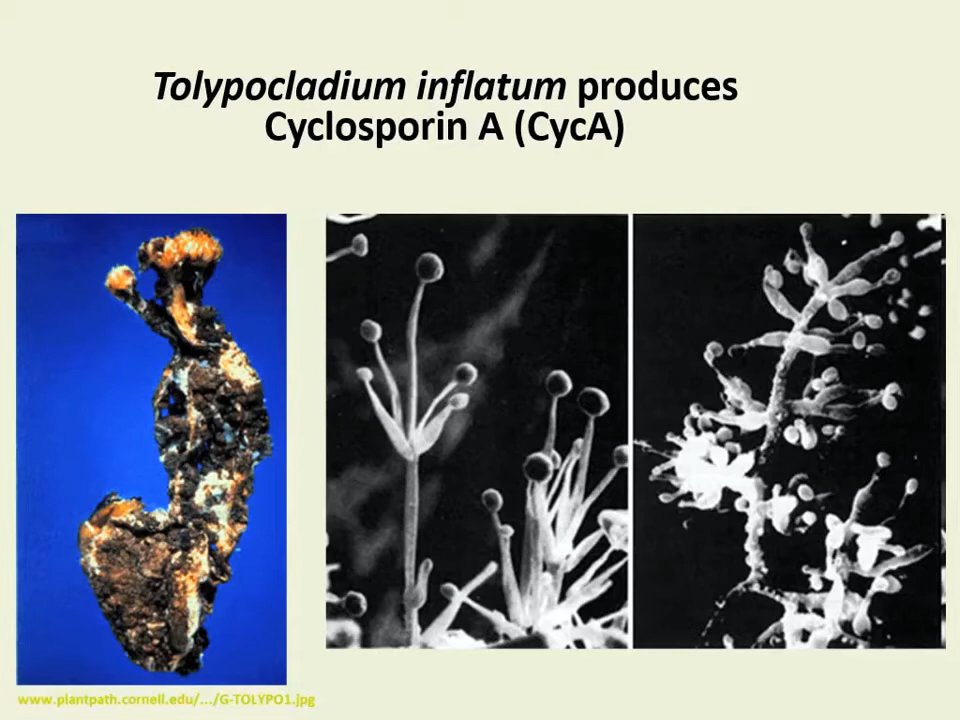 Tolypocladium inflatum produces
Cyclosporin A (CycA)
www.plantpath.cornell.edu/.../G-TOLYPO1.jpg